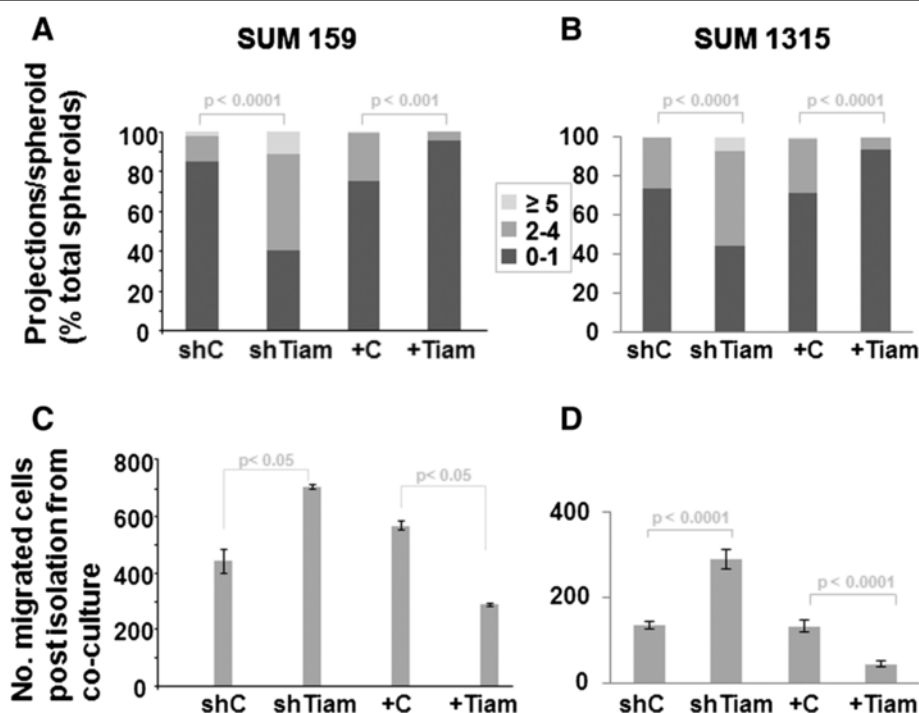 A
SUM 159
B
SUM 1315
Projections/spheroid
(% total spheroids)
p < 0.0001
p < 0.001
p < 0.0001
p < 0.0001
100
80
60
40
20
0
shC
shTiam
+C
+Tiam
≥ 5
2-4
0-1
100
80
60
40
20
0
shC
shTiam
+C
+Tiam
C
D
No. migrated cells
post isolation from
co-culture
800
600
400
200
0
p< 0.05
p< 0.05
shC
shTiam
+C
+Tiam
400
200
0
p < 0.0001
p < 0.0001
shC
shTiam
+C
+Tiam